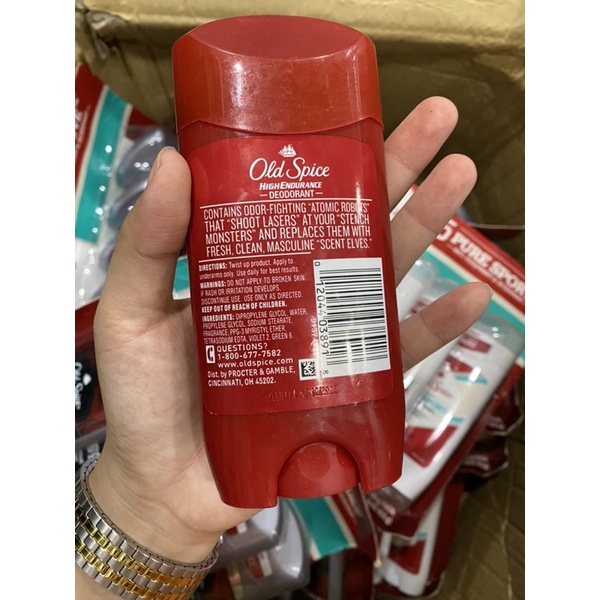 Old Spice
HIGH ENDURANCE
DEODORANT
CONTAINS ODOR-FIGHTING "ATOMIC ROBOTS"
THAT "SHOOT LASERS" AT YOUR "STENCH
MONSTERS" AND REPLACES THEM WITH
FRESH, CLEAN, MASCULINE "SCENT ELVES."
DIRECTIONS: Twist up product. Apply to
underarms only. Use daily for best results.
WARNINGS: DO NOT APPLY TO BROKEN SKIN.
IF RASH OR IRRITATION DEVELOPS,
DISCONTINUE USE. USE ONLY AS DIRECTED.
KEEP OUT OF REACH OF CHILDREN.
INGREDIENTS: DIPROPYLENE GLYCOL, WATER,
PROPYLENE GLYCOL, SODIUM STEARATE,
FRAGRANCE, PPG-3 MYRISTYL ETHER,
TETRASODIUM EDTA, VIOLET 2, GREEN 6.
QUESTIONS?
1-800-677-7582
www.oldspice.com
Dist. by PROCTER & GAMBLE,
CINCINNATI, OH 45202.
0 12044 03891
5 PURE SPOR